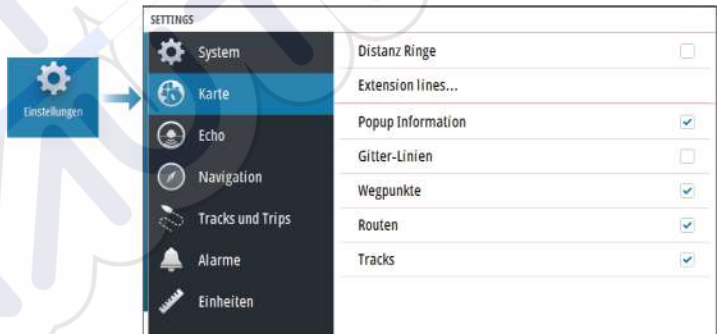 SETTINGS
Einstellungen
System
Karte
Echo
Navigation
Tracks und Trips
Alarme
Einheiten
Distanz Ringe
Extension lines...
Popup Information
Gitter-Linien
Wegpunkte
Routen
Tracks